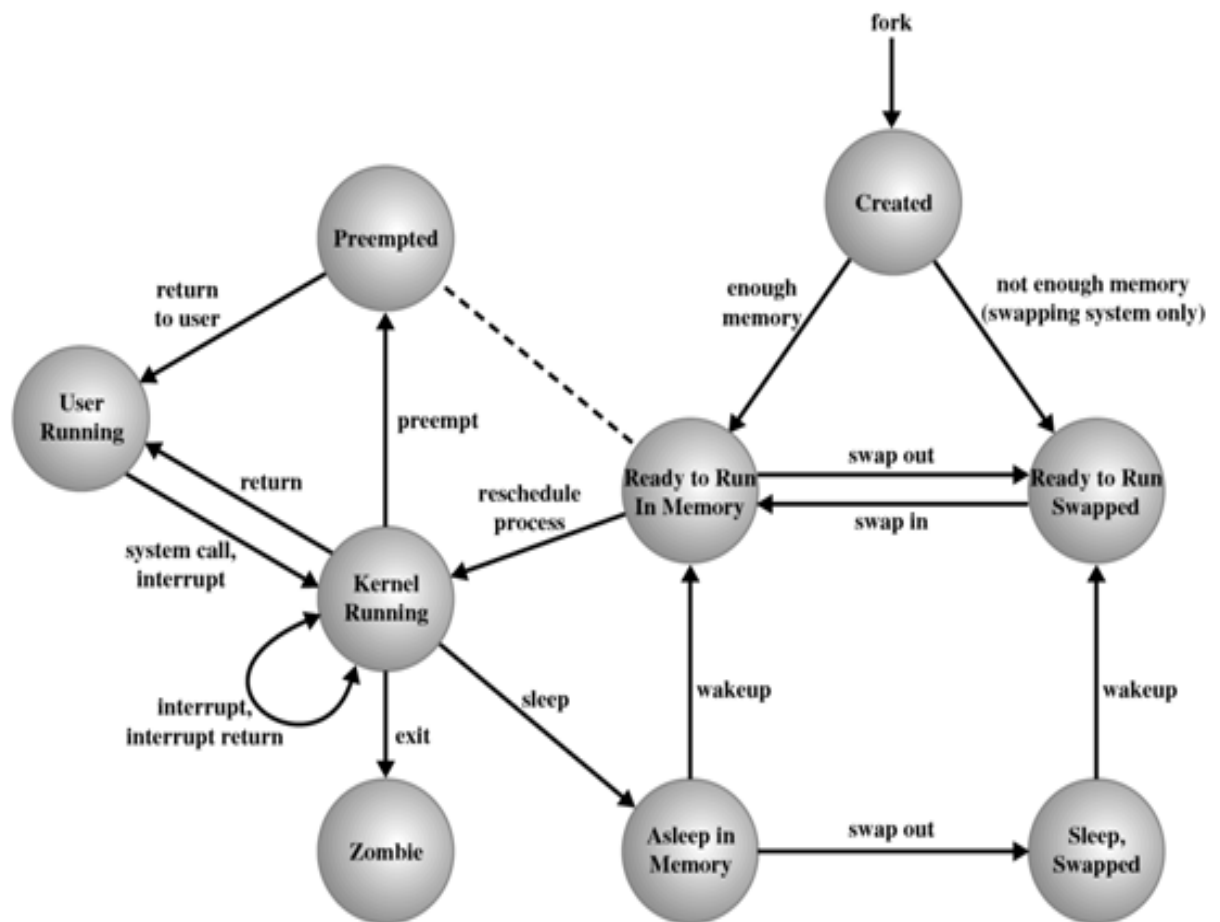 fork
Created
Preempted
enough
memory
not enough memory
(swapping system only)
return
to user
User
Running
preempt
return
Ready to Run
In Memory
swap out
swap in
Ready to Run
Swapped
reschedule
process
system call,
interrupt
Kernel
Running
interrupt,
interrupt return
sleep
exit
wakeup
wakeup
Zombie
Asleep in
Memory
swap out
Sleep,
Swapped